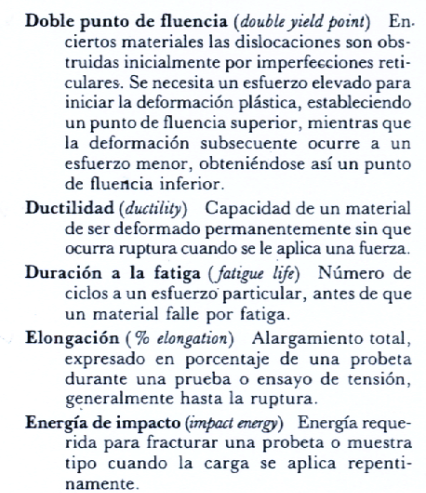 Doble punto de fluencia (double yield point) En
ciertos materiales las dislocaciones son obs-
truidas inicialmente por imperfecciones reti-
culares. Se necesita un esfuerzo elevado para
iniciar la deformación plástica, estableciendo
un punto de fluencia superior, mientras que
la deformación subsecuente ocurre a un
esfuerzo menor, obteniéndose así un punto
de fluencia inferior.
Ductilidad (ductility) Capacidad de un material
de ser deformado permanentemente sin que
ocurra ruptura cuando se le aplica una fuerza.
Duración a la fatiga (fatigue life) Número de
ciclos a un esfuerzo particular, antes de que
un material falle por fatiga.
Elongación (% elongation) Alargamiento total,
expresado en porcentaje de una probeta
durante una prueba o ensayo de tensión,
generalmente hasta la ruptura.
Energía de impacto (impact energy) Energía reque-
rida para fracturar una probeta o muestra
tipo cuando la carga se aplica repenti-
namente.